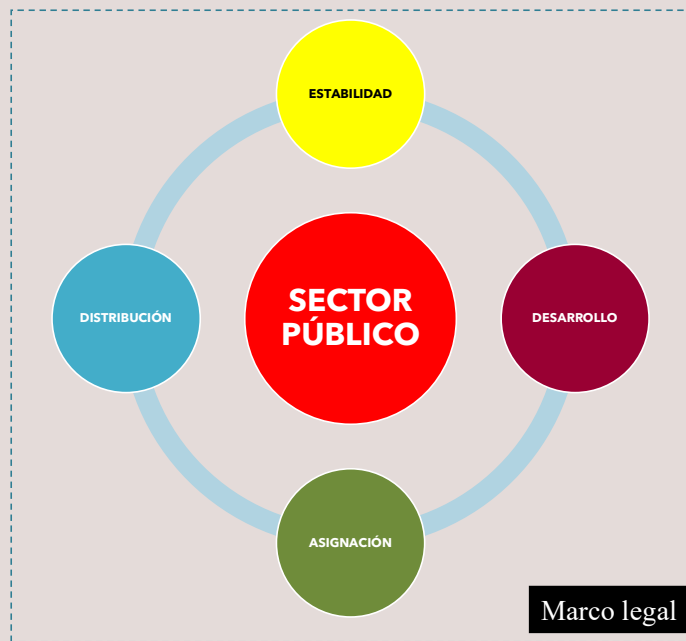 ESTABILIDAD
DISTRIBUCIÓN
SECTOR
PÚBLICO
DESARROLLO
ASIGNACIÓN
Marco legal